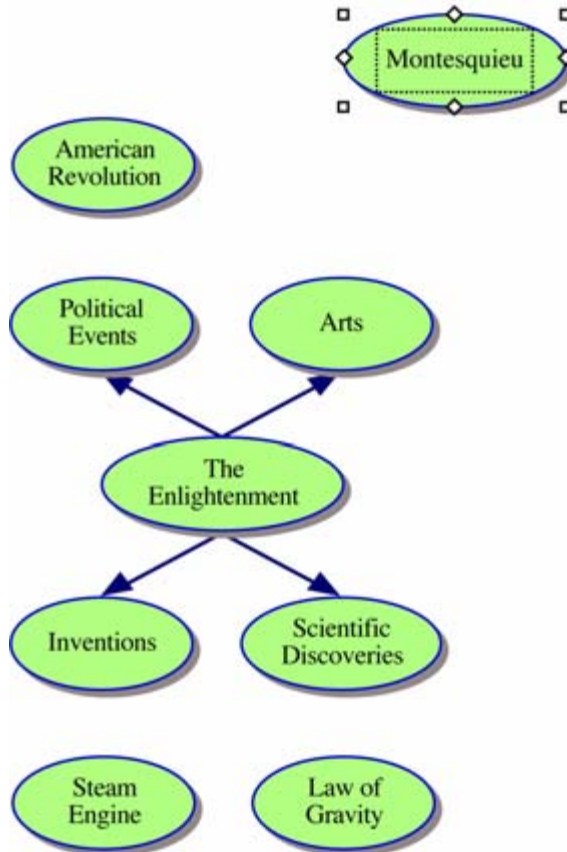 Montesquieu
American
Revolution
Political
Events
Arts
The
Enlightenment
Inventions
Scientific
Discoveries
Steam
Engine
Law of
Gravity